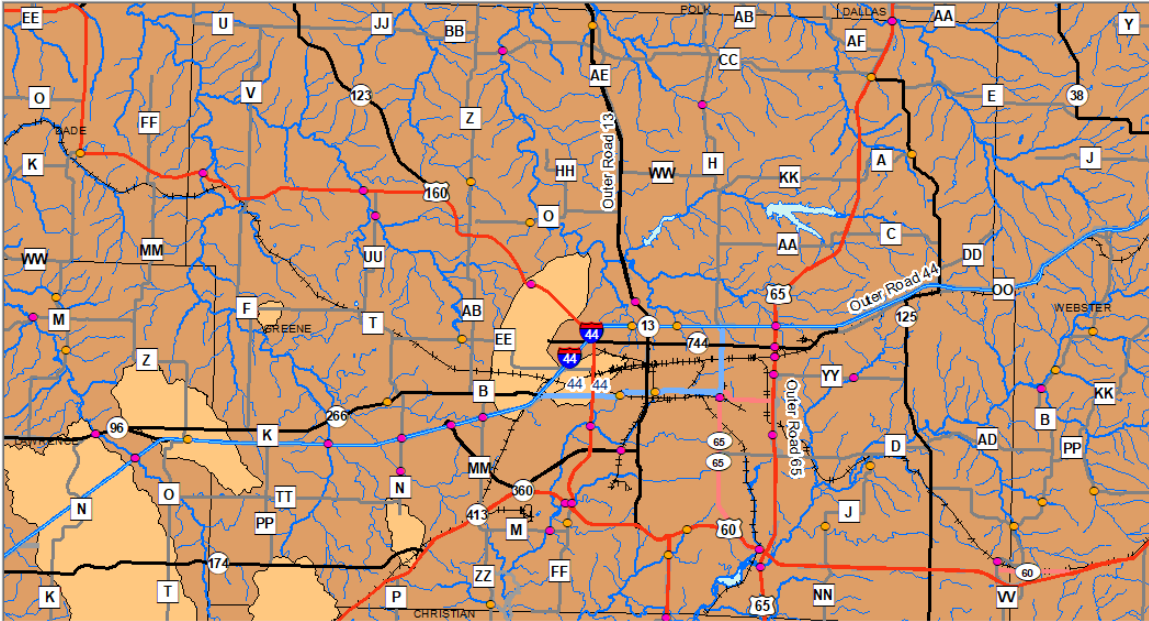 EE
U
JJ
BB
POLK
AB
DALLAS
AA
Y
AF
CC
AE
V
123
O
FF
Z
E
38
DADE
Outer Road 13
K
HH
WW
H
KK
A
J
160
O
C
WW
MM
UU
AA
DD
Outer Road 44
OO
65
WEBSTER
M
F
GREENE
T
AB
EE
44
13
744
125
44
44 44
Z
B
YY
Outer Road 65
KK
B
96
LAWRENCE
K
266
65
65
D
AD
PP
N
O
TT
PP
N
MM
360
413
M
60
J
174
K
T
P
ZZ
FF
CHRISTIAN
65
NN
60
VV